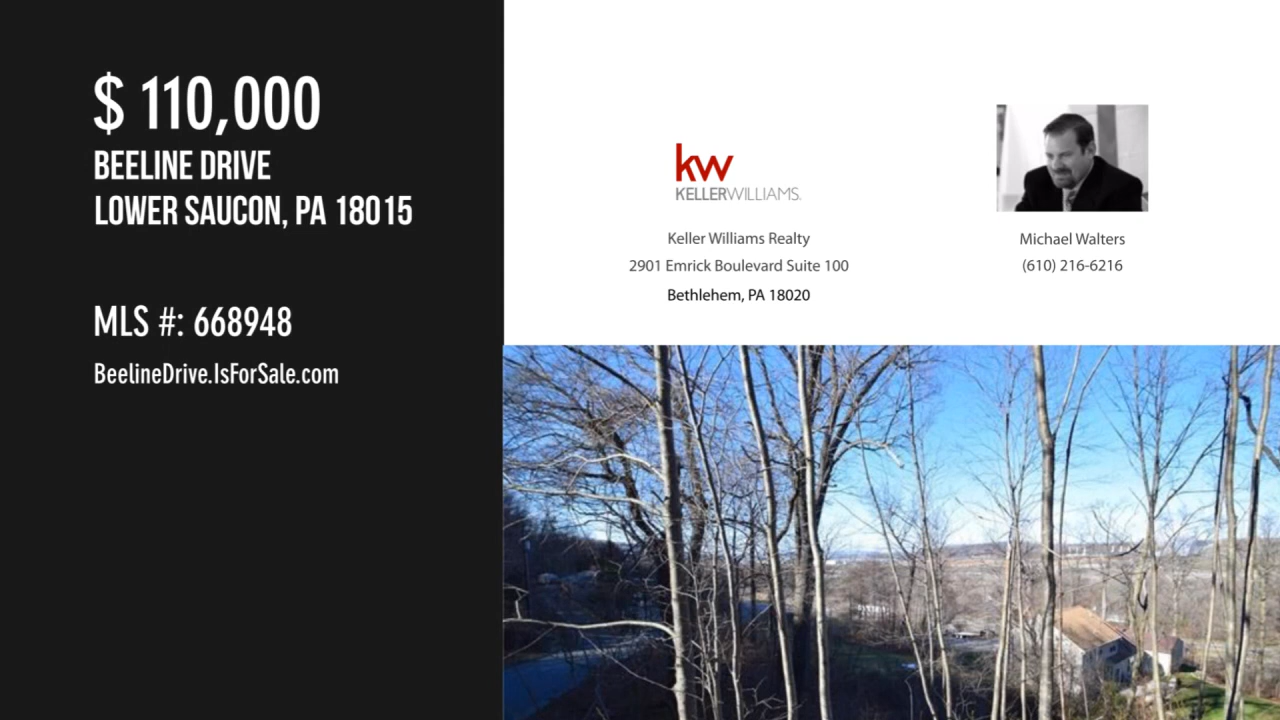 $ 110,000
BEELINE DRIVE
LOWER SAUCON, PA 18015
MLS #: 668948
BeelineDrive.IsForSale.com
kw
KELLERWILLIAMS.
Keller Williams Realty
2901 Emrick Boulevard Suite 100
Bethlehem, PA 18020
Michael Walters
(610) 216-6216